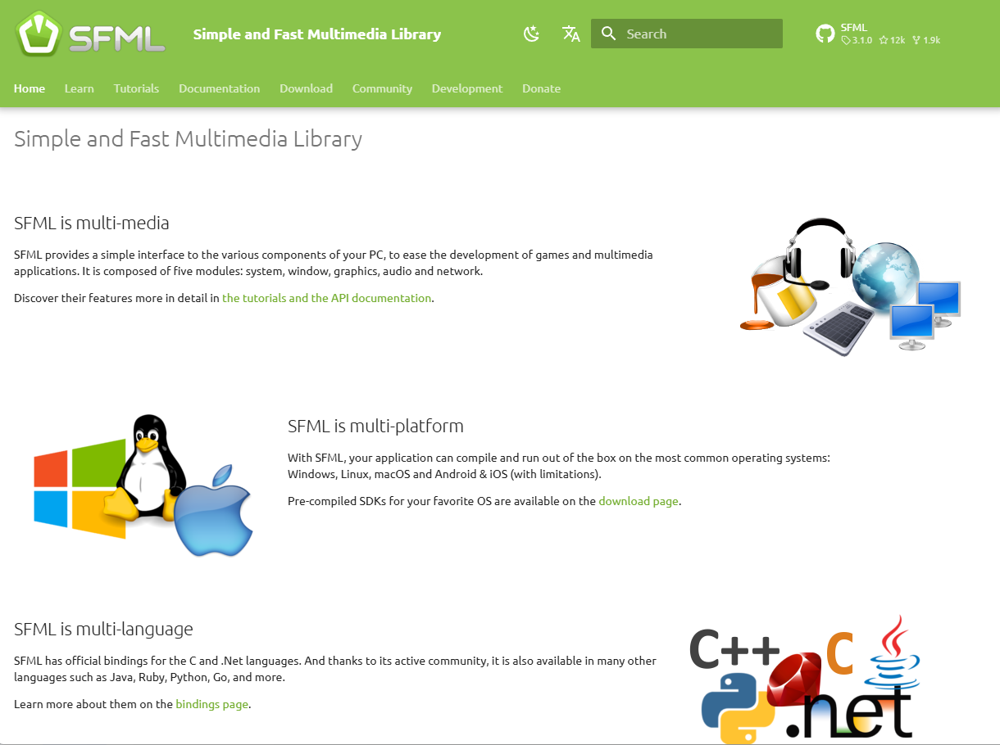 SFML
Simple and Fast Multimedia Library
Search
SFML
3.1.0 12k 1.9k
Home Learn Tutorials Documentation Download Community Development Donate
Simple and Fast Multimedia Library
SFML is multi-media
SFML provides a simple interface to the various components of your PC, to ease the development of games and multimedia
applications. It is composed of five modules: system, window, graphics, audio and network.
Discover their features more in detail in the tutorials and the API documentation.
SFML is multi-platform
With SFML, your application can compile and run out of the box on the most common operating systems:
Windows, Linux, macOS and Android & iOS (with limitations).
Pre-compiled SDKs for your favorite OS are available on the download page.
SFML is multi-language
SFML has official bindings for the C and .Net languages. And thanks to its active community, it is also available in many other
languages such as Java, Ruby, Python, Go, and more.
Learn more about them on the bindings page.
C++ C
.net